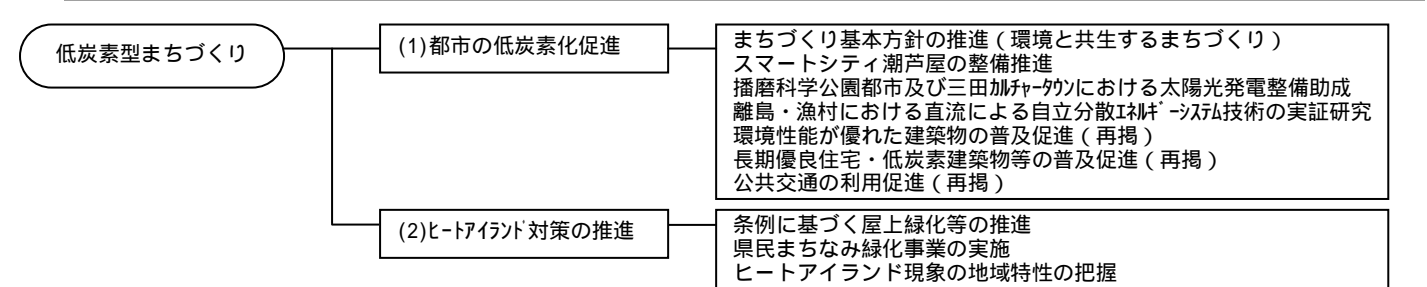 低炭素型まちづくり
(1)都市の低炭素化促進
まちづくり基本方針の推進（環境と共生するまちづくり）
スマートシティ潮芦屋の整備推進
播磨科学公園都市及び三田ｶﾙﾁｬｰﾀｳﾝにおける太陽光発電整備助成
離島・漁村における直流による自立分散ｴﾈﾙｷﾞｰｼｽﾃﾑ技術の実証研究
環境性能が優れた建築物の普及促進（再掲）
長期優良住宅・低炭素建築物等の普及促進（再掲）
公共交通の利用促進（再掲）
(2)ﾋｰﾄｱｲﾗﾝﾄﾞ対策の推進
条例に基づく屋上緑化等の推進
県民まちなみ緑化事業の実施
ヒートアイランド現象の地域特性の把握